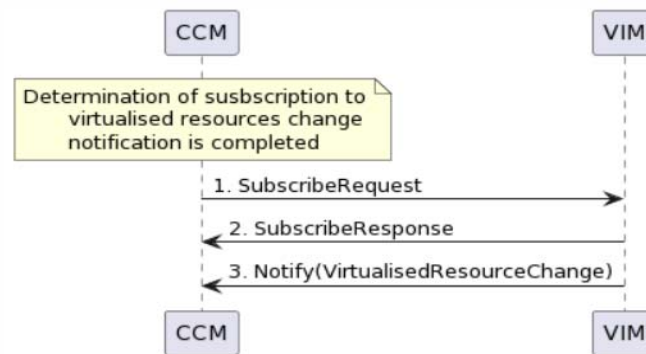 CCM
VIM
Determination of susbscription to
virtualised resources change
notification is completed
1. SubscribeRequest
2. SubscribeResponse
3. Notify(VirtualisedResourceChange)
CCM
VIM